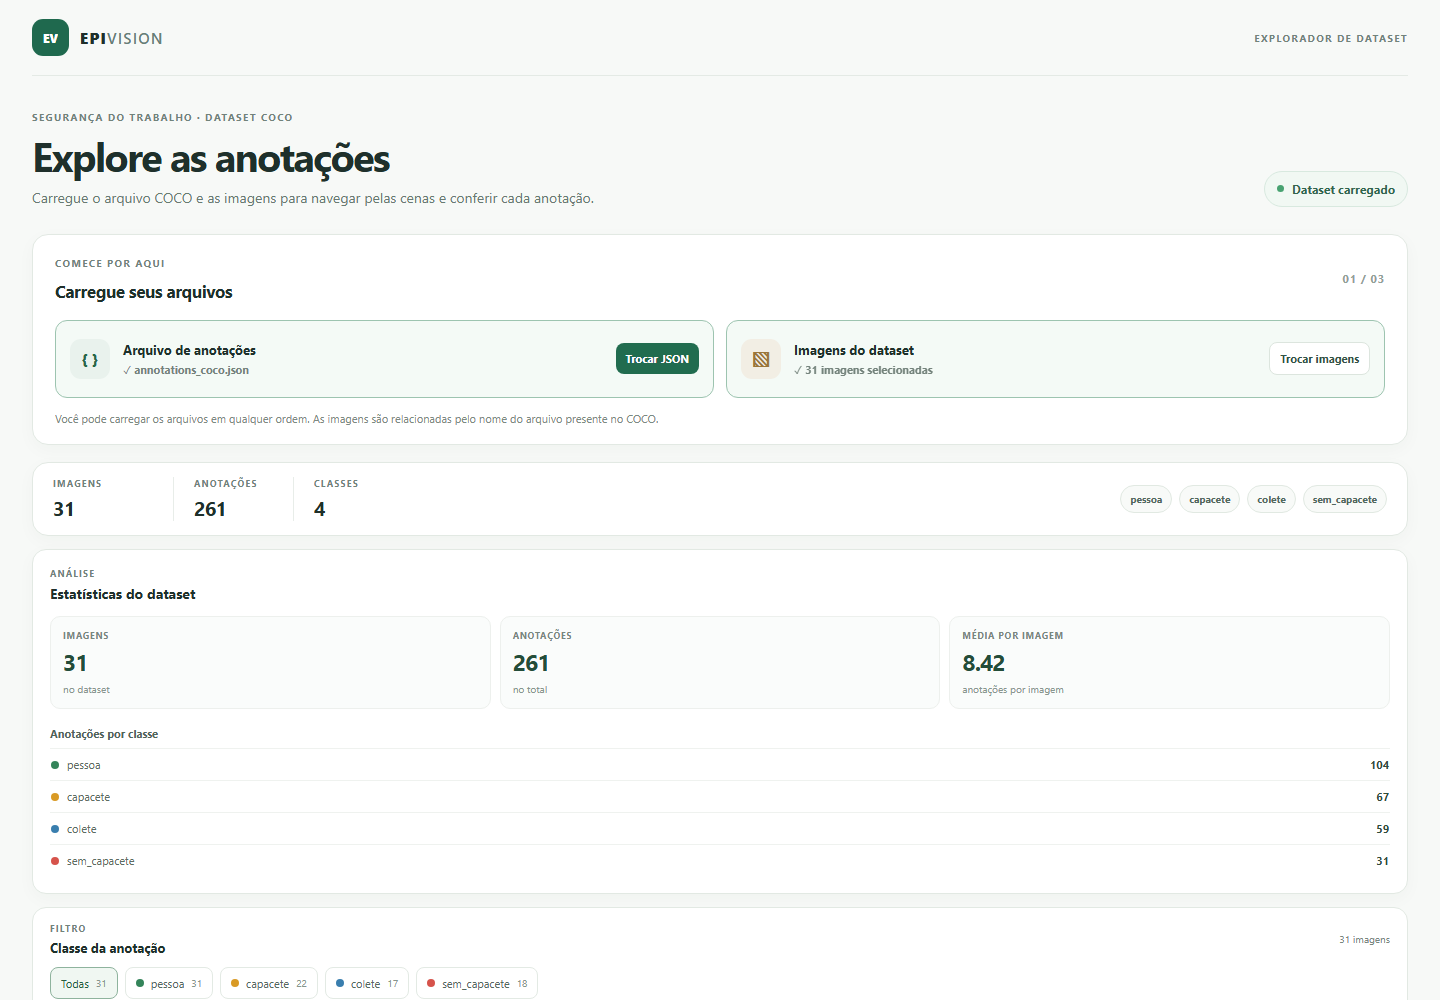 EV EPIVISION EXPLORADOR DE DATASET
SEGURANÇA DO TRABALHO · DATASET COCO
Explore as anotações
Carregue o arquivo COCO e as imagens para navegar pelas cenas e conferir cada anotação.
Dataset carregado
COMECE POR AQUI
Carregue seus arquivos
01 / 03
{ } Arquivo de anotações
✓ annotations_coco.json
Trocar JSON
Imagens do dataset
✓ 31 imagens selecionadas
Trocar imagens
Você pode carregar os arquivos em qualquer ordem. As imagens são relacionadas pelo nome do arquivo presente no COCO.
IMAGENS
31
ANOTAÇÕES
261
CLASSES
4
pessoa capacete colete sem_capacete
ANÁLISE
Estatísticas do dataset
IMAGENS
31
no dataset
ANOTAÇÕES
261
no total
MÉDIA POR IMAGEM
8.42
anotações por imagem
Anotações por classe
pessoa 104
capacete 67
colete 59
sem_capacete 31
FILTRO
Classe da anotação
31 imagens
Todas 31 pessoa 31 capacete 22 colete 17 sem_capacete 18